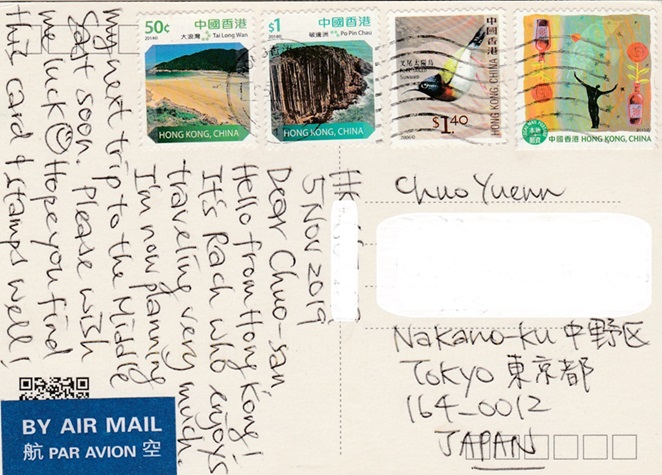 50¢ 中國香港
大浪灣 Tai Long Wan
HONG KONG, CHINA
$1 中國香港
破邊洲 Po Pin Chau
HONG KONG, CHINA
叉尾太陽鳥
中國香港
HONG KONG, CHINA
$1.40
中國香港 HONG KONG, CHINA
5 NOV 2019
Dear Chuo-san,
Hello from Hong Kong!
It's Rach who enjoys
traveling very much.
I'm now planning
my next trip to the Middle
East soon. Please wish
me luck Hope you find
this card & stamps well!
Chuo Yuenn
Nakano-ku 中野区
TOKYO 東京都
164-0012
JAPAN
BY AIR MAIL
航 PAR AVION 空